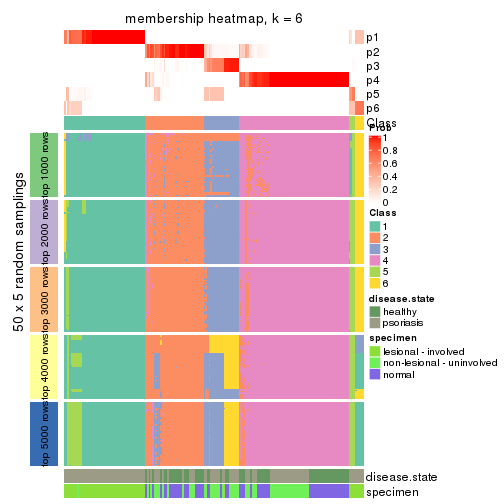 membership heatmap, k = 6
p1
p2
p3
p4
p5
p6
Class
50 x 5 random samplings
top 1000 rows
top 2000 rows
top 3000 rows
top 4000 rows
top 5000 rows
Prob
1
0.8
0.6
0.4
0.2
0
Class
1
2
3
4
5
6
disease.state
healthy
psoriasis
specimen
lesional - involved
non-lesional - uninvolved
normal
disease.state
specimen